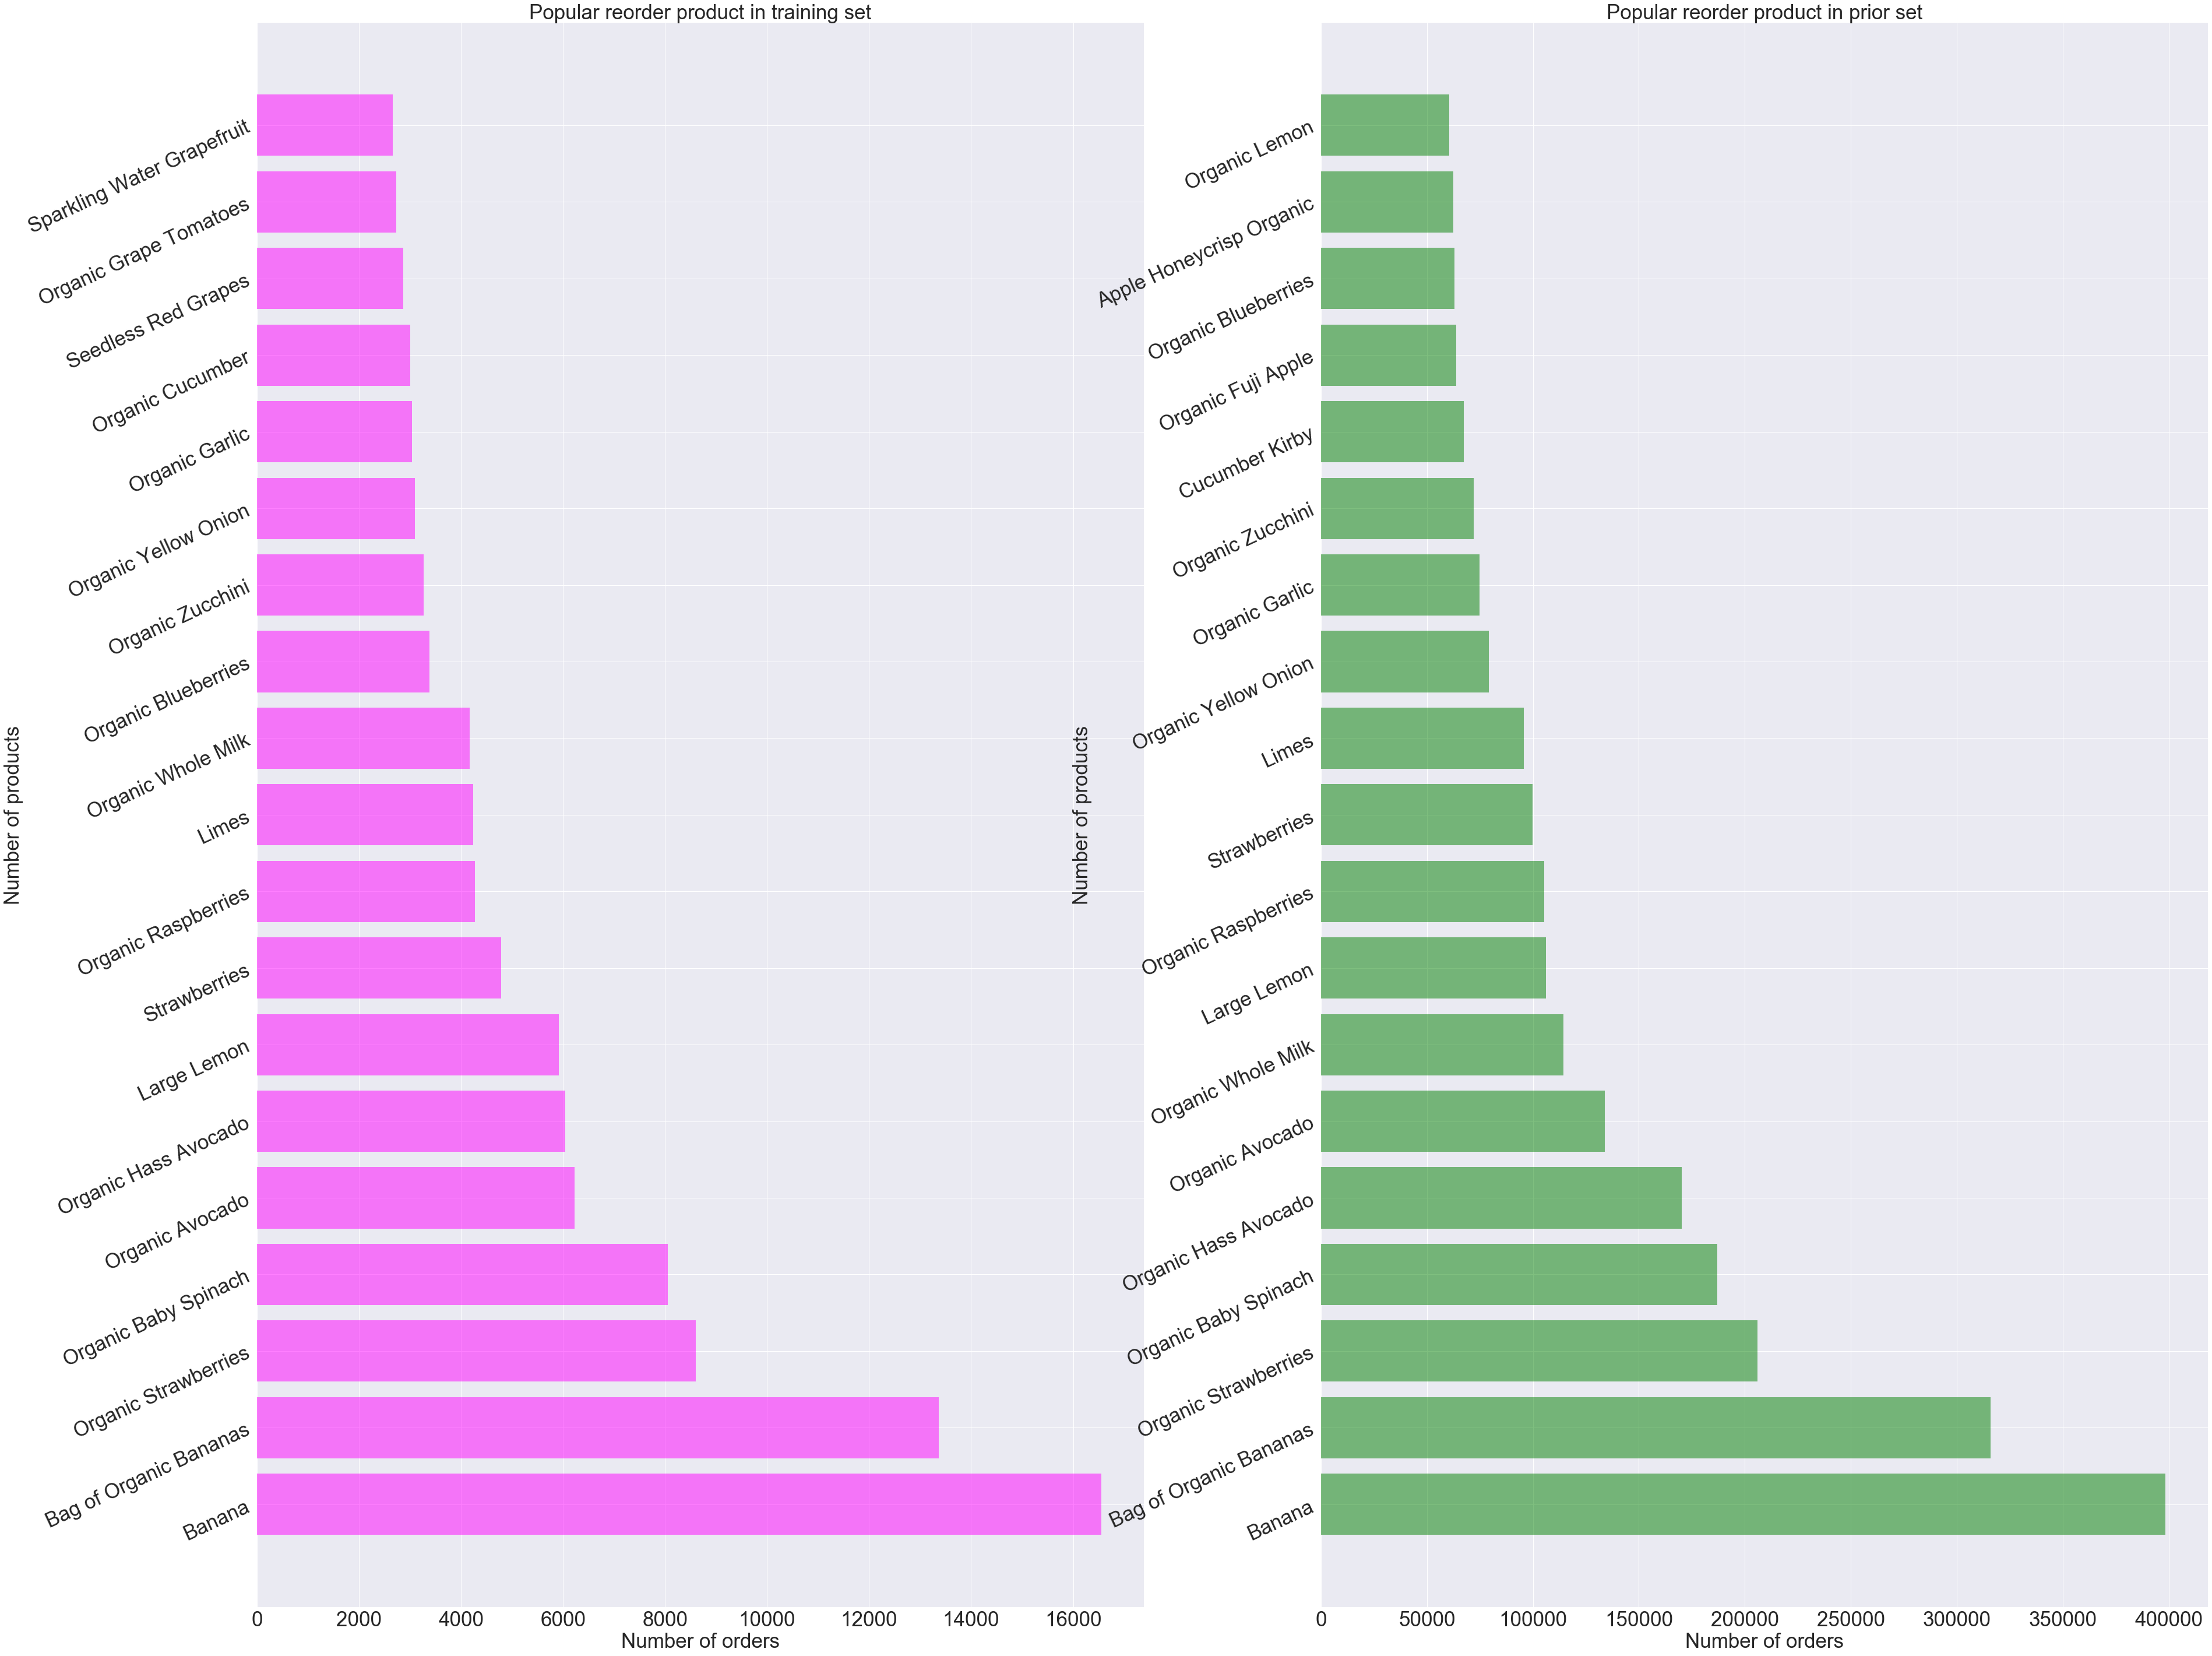 Popular reorder product in training set
Number of products
Sparkling Water Grapefruit
Organic Grape Tomatoes
Seedless Red Grapes
Organic Cucumber
Organic Garlic
Organic Yellow Onion
Organic Zucchini
Organic Blueberries
Organic Whole Milk
Limes
Organic Raspberries
Strawberries
Large Lemon
Organic Hass Avocado
Organic Avocado
Organic Baby Spinach
Organic Strawberries
Bag of Organic Bananas
Banana
0 2000 4000 6000 8000 10000 12000 14000 16000
Number of orders
Popular reorder product in prior set
Number of products
Organic Lemon
Apple Honeycrisp Organic
Organic Blueberries
Organic Fuji Apple
Cucumber Kirby
Organic Zucchini
Organic Garlic
Organic Yellow Onion
Limes
Strawberries
Organic Raspberries
Large Lemon
Organic Whole Milk
Organic Avocado
Organic Hass Avocado
Organic Baby Spinach
Organic Strawberries
Bag of Organic Bananas
Banana
0 50000 100000 150000 200000 250000 300000 350000 400000
Number of orders